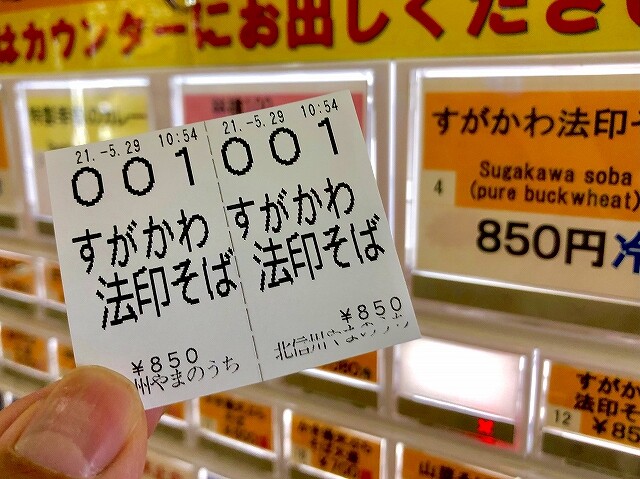 はカウンターにお出しくださ
21.-5.29 10:54
001
すがかわ
法印そば
¥850
州やまのうち
21.-5.29 10:54
001
すがかわ
法印そば
¥850
北信州やまのうち
すがかわ法印そ
Sugakawa soba
(pure buckwheat)
4
850円
冷
すがか
法印そ
12
¥85